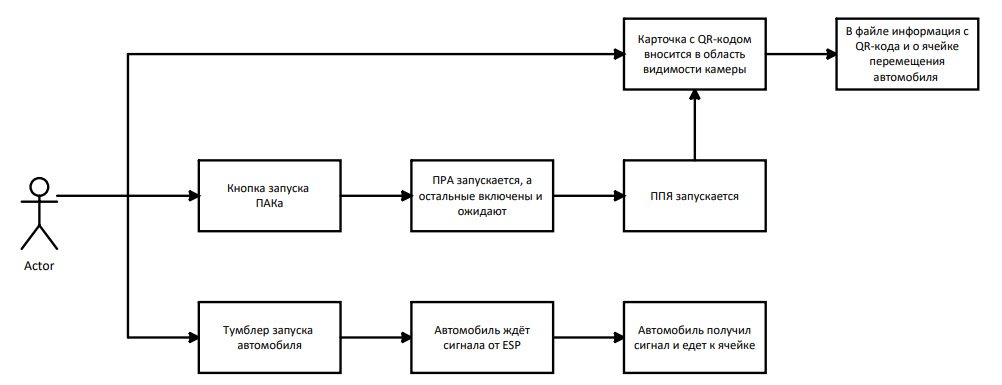 Карточка с QR-кодом
вносится в область
видимости камеры
В файле информация с
QR-кода и о ячейке
перемещения
автомобиля
Кнопка запуска
ПАКа
ПРА запускается, а
остальные включены и
ожидают
ППЯ запускается
Actor
Тумблер запуска
автомобиля
Автомобиль ждёт
сигнала от ESP
Автомобиль получил
сигнал и едет к ячейке